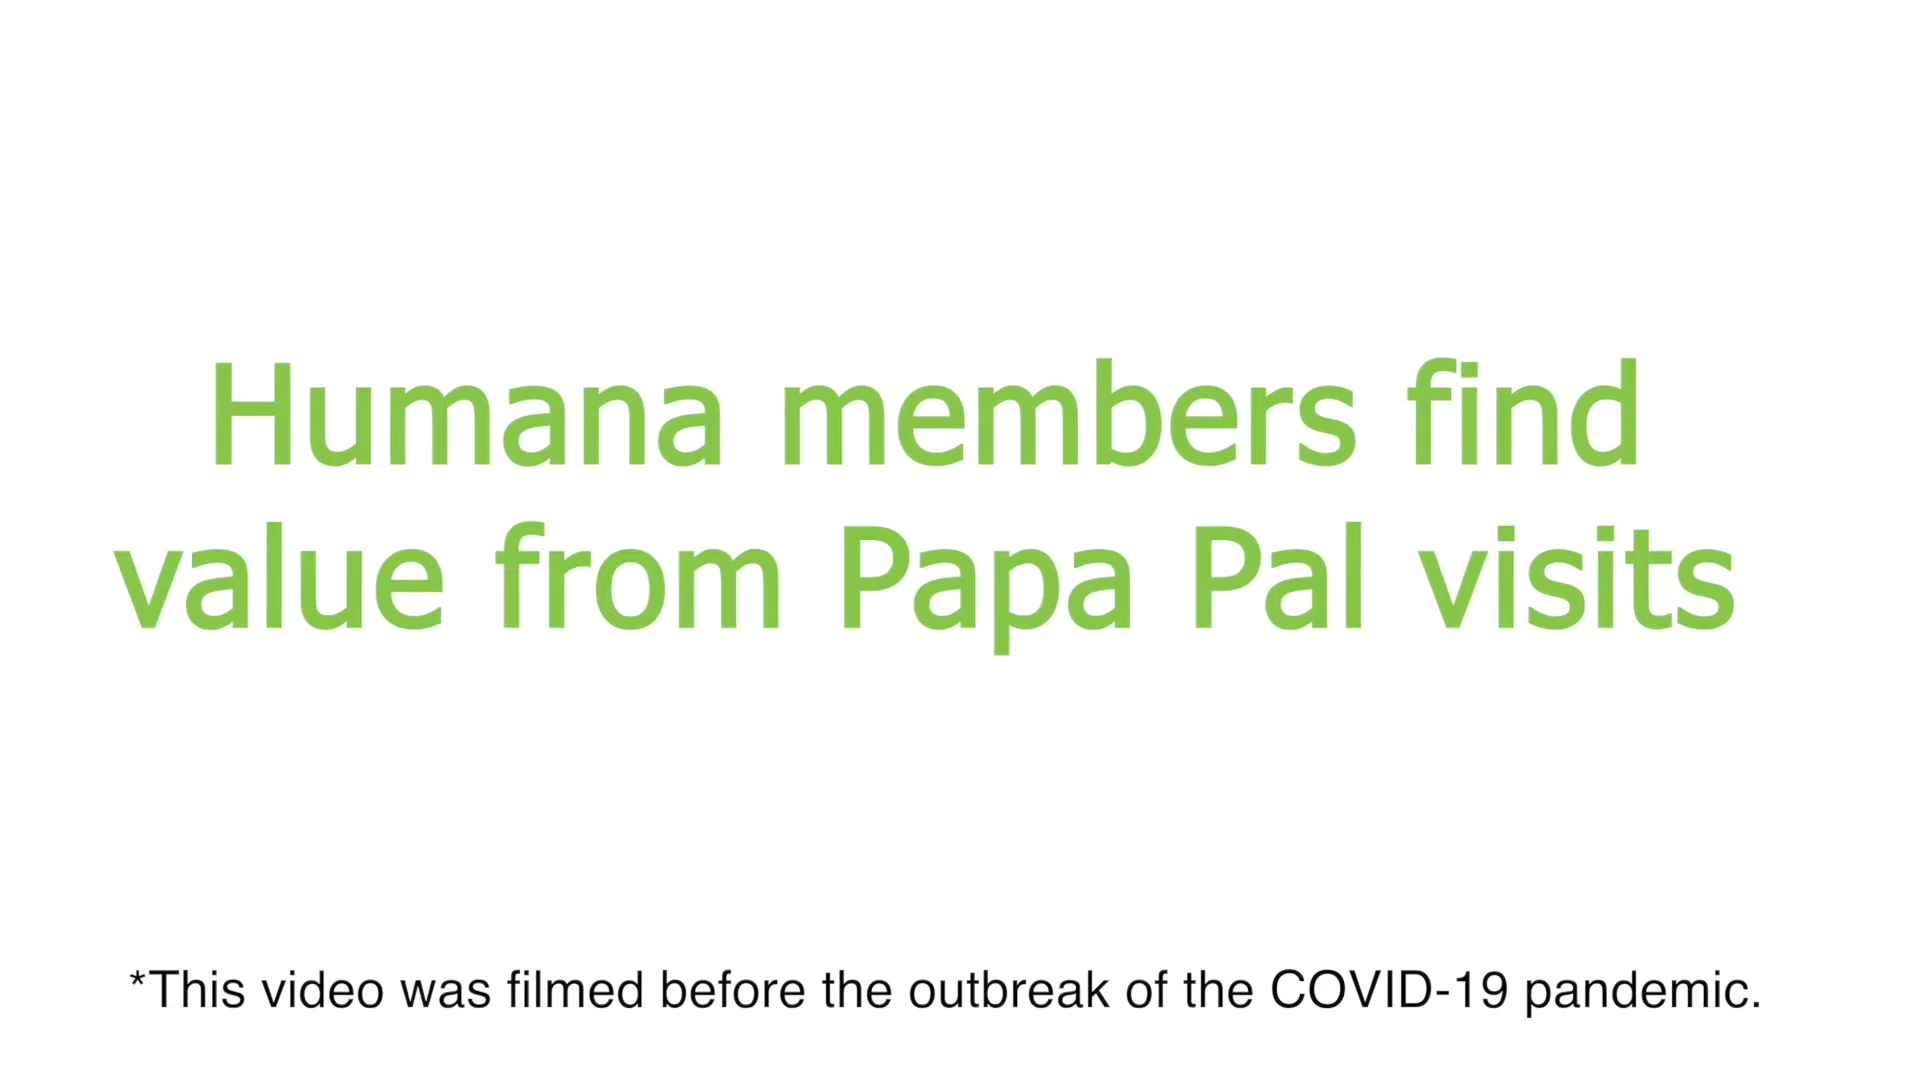 Humana members find
value from Papa Pal visits
*This video was filmed before the outbreak of the COVID-19 pandemic.